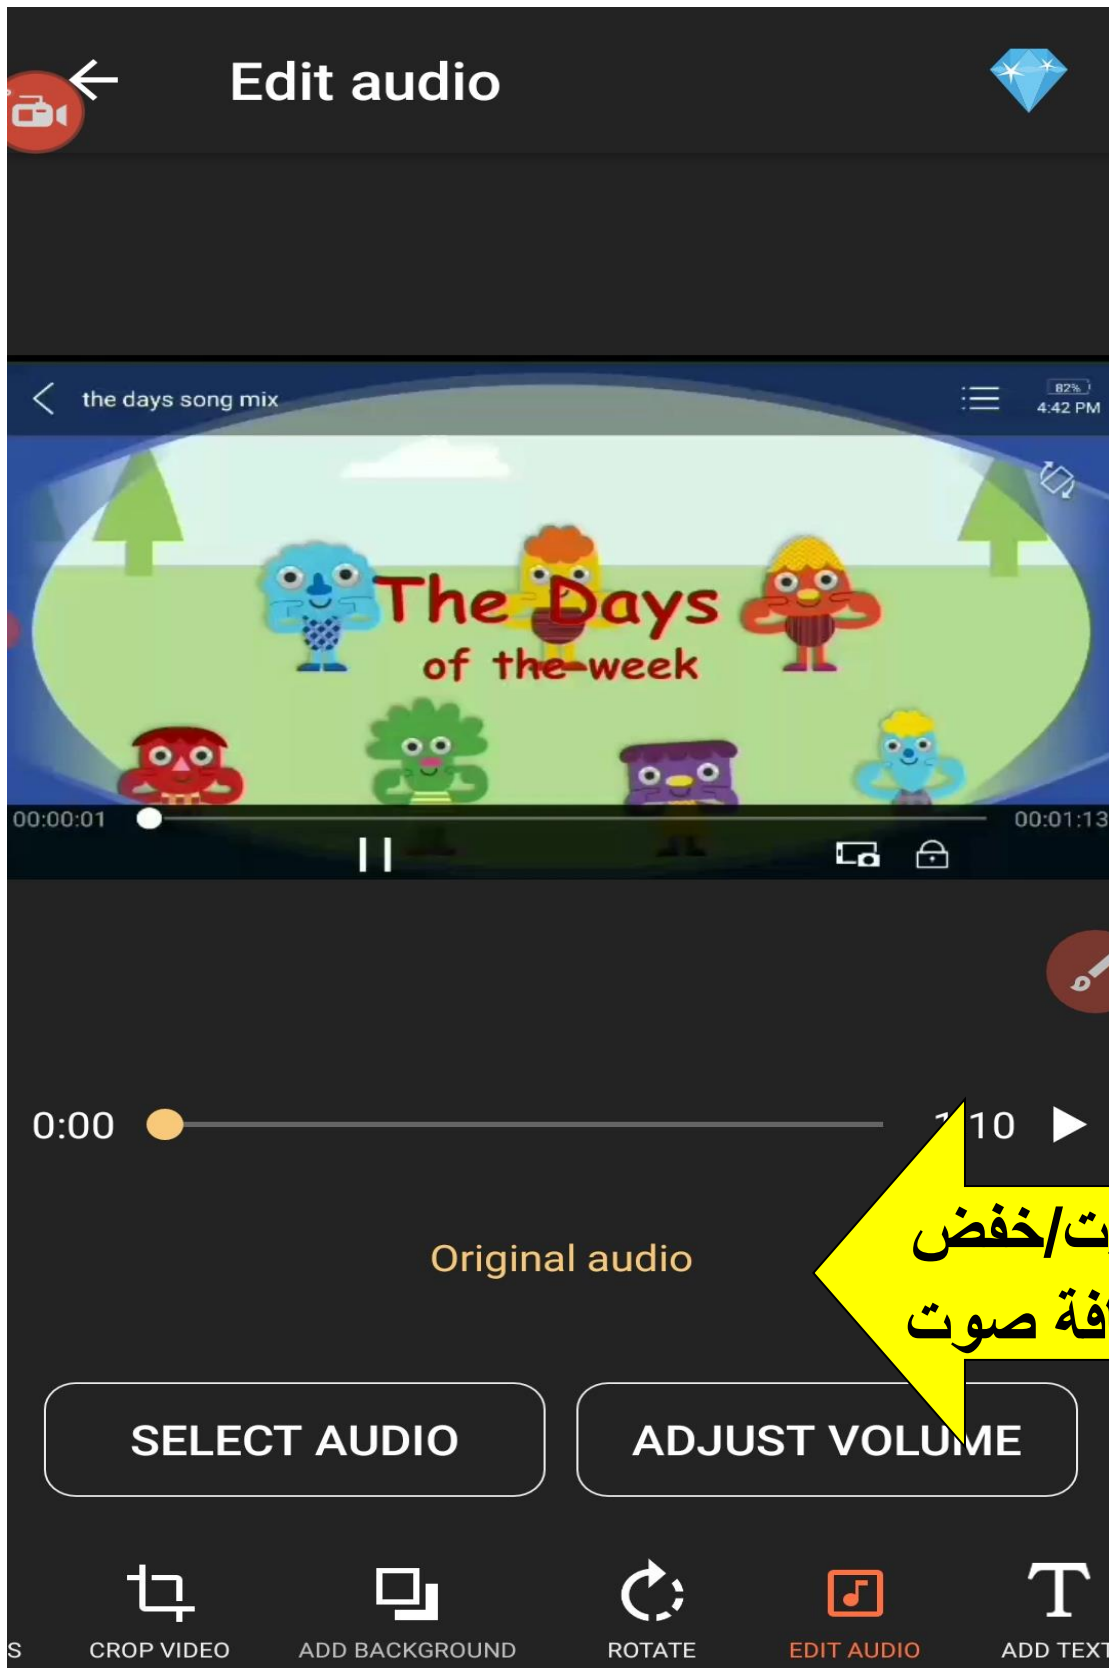 Edit audio
the days song mix
82%
4:42 PM
The Days
of the week
00:00:01
00:01:13
0:00
1:10
خفض
صوت
Original audio
SELECT AUDIO
ADJUST VOLUME
CROP VIDEO
ADD BACKGROUND
ROTATE
EDIT AUDIO
ADD TEXT